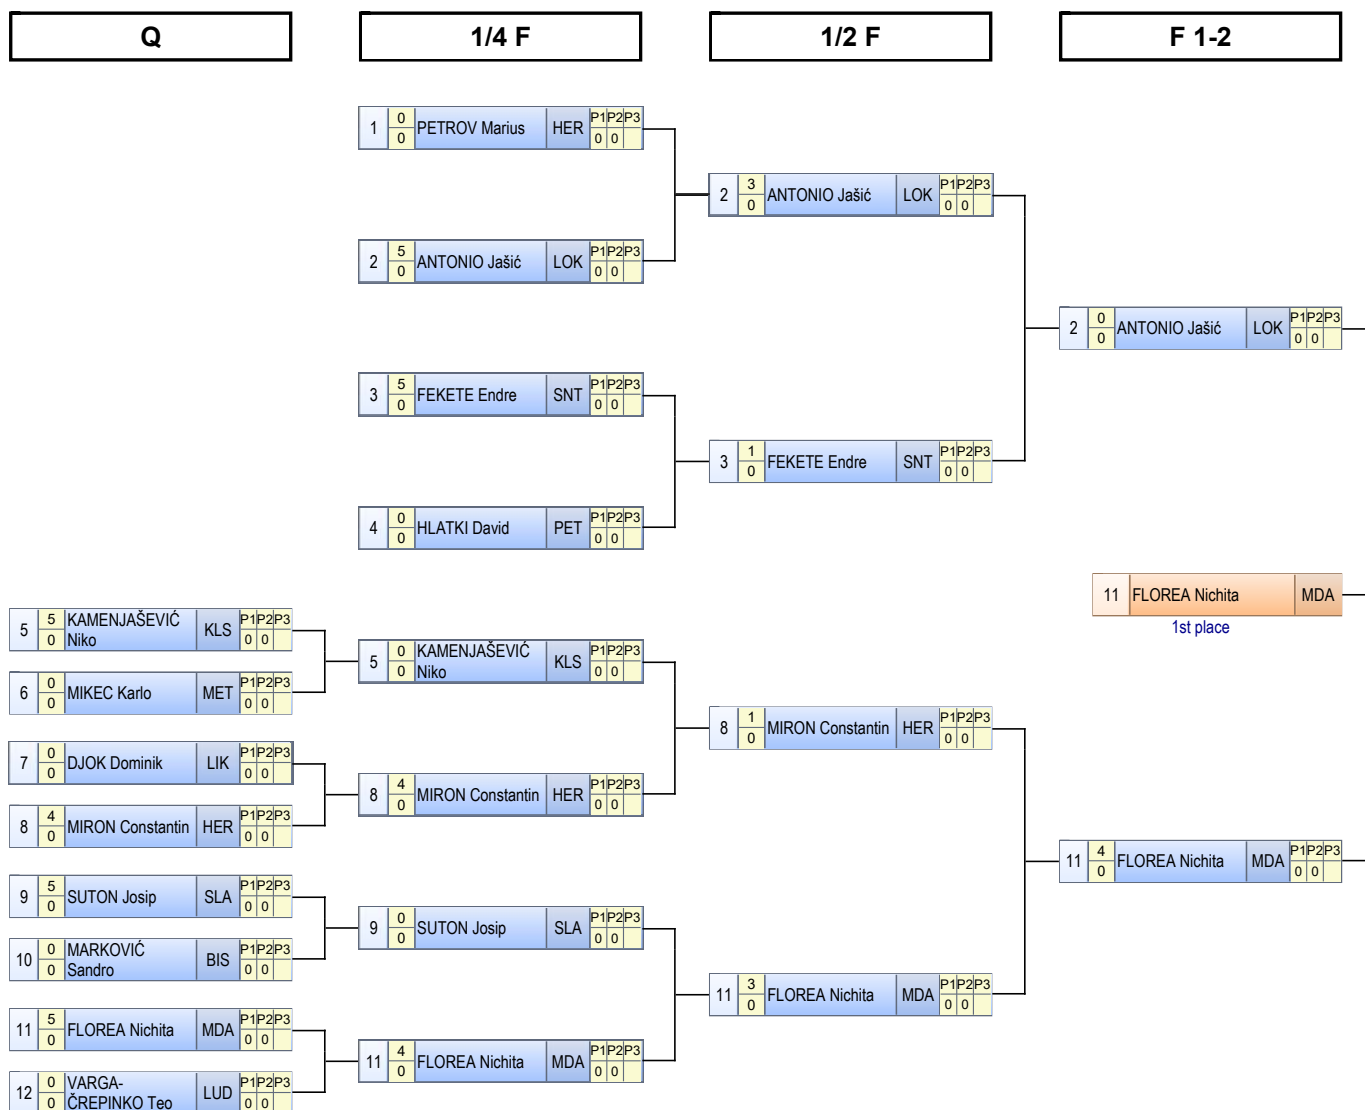 Q 1/4 F 1/2 F F 1-2
1 0 PETROV Marius HER P1 P2 P3
0 0 0
2 3 ANTONIO Jašić LOK P1 P2 P3
0 0 0
2 5 ANTONIO Jašić LOK P1 P2 P3
0 0 0
2 0 ANTONIO Jašić LOK P1 P2 P3
0 0 0
3 5 FEKETE Endre SNT P1 P2 P3
0 0 0
3 1 FEKETE Endre SNT P1 P2 P3
0 0 0
4 0 HLATKI David PET P1 P2 P3
0 0 0
11 FLOREA Nichita MDA
1st place
5 5 KAMENJAŠEVIĆ KLS P1 P2 P3
0 Niko 0 0
5 0 KAMENJAŠEVIĆ KLS P1 P2 P3
0 Niko 0 0
6 0 MIKEC Karlo MET P1 P2 P3
0 0 0
8 1 MIRON Constantin HER P1 P2 P3
0 0 0
7 0 DJOK Dominik LIK P1 P2 P3
0 0 0
8 4 MIRON Constantin HER P1 P2 P3
0 0 0
8 4 MIRON Constantin HER P1 P2 P3
0 0 0
11 4 FLOREA Nichita MDA P1 P2 P3
0 0 0
9 5 SUTON Josip SLA P1 P2 P3
0 0 0
9 0 SUTON Josip SLA P1 P2 P3
0 0 0
10 0 MARKOVIĆ BIS P1 P2 P3
0 Sandro 0 0
11 3 FLOREA Nichita MDA P1 P2 P3
0 0 0
11 5 FLOREA Nichita MDA P1 P2 P3
0 0 0
11 4 FLOREA Nichita MDA P1 P2 P3
0 0 0
12 0 VARGA- LUD P1 P2 P3
0 ČREPINKO Teo 0 0